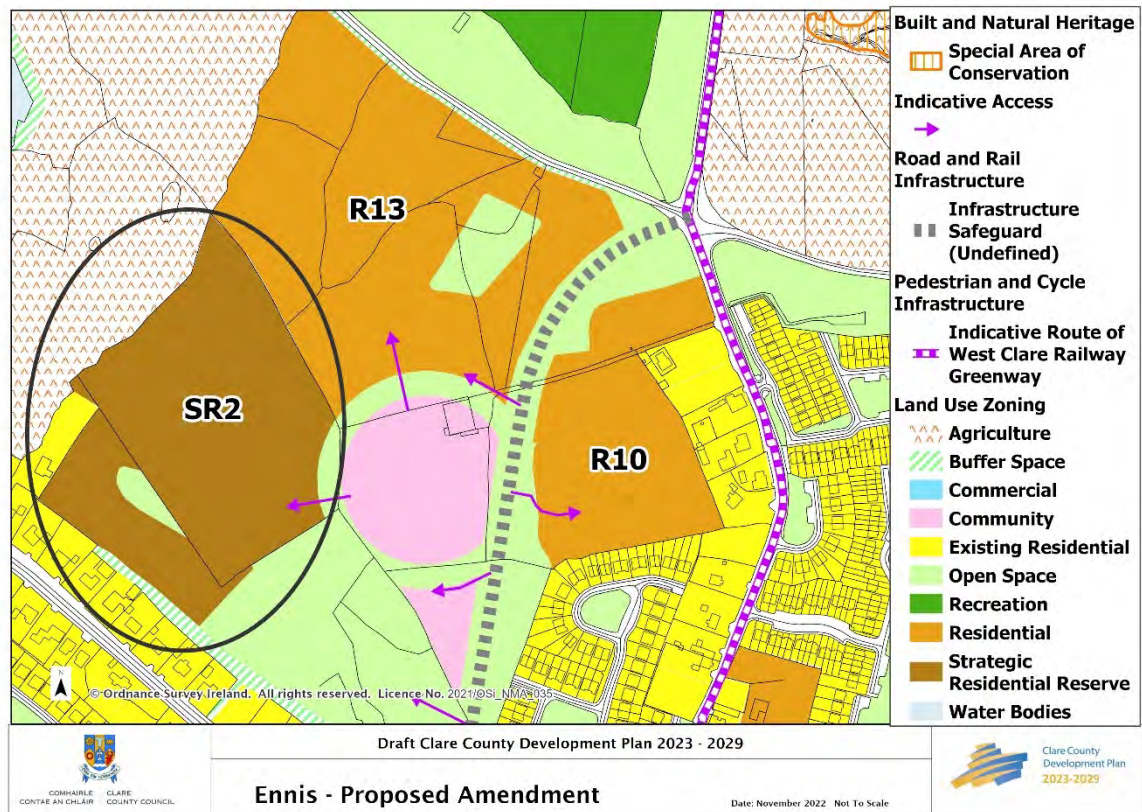 R13
SR2
R10
N
© Ordnance Survey Ireland. All rights reserved. Licence No. 2021/OSi_NMA_035
Built and Natural Heritage
Special Area of
Conservation
Indicative Access
Road and Rail
Infrastructure
Infrastructure
Safeguard
(Undefined)
Pedestrian and Cycle
Infrastructure
Indicative Route of
West Clare Railway
Greenway
Land Use Zoning
Agriculture
Buffer Space
Commercial
Community
Existing Residential
Open Space
Recreation
Residential
Strategic
Residential Reserve
Water Bodies
COMHAIRLE CLARE
CONTAE AN CHLÁIR COUNTY COUNCIL
Draft Clare County Development Plan 2023 - 2029
Ennis - Proposed Amendment
Date: November 2022 Not To Scale
Clare County
Development Plan
2023-2029